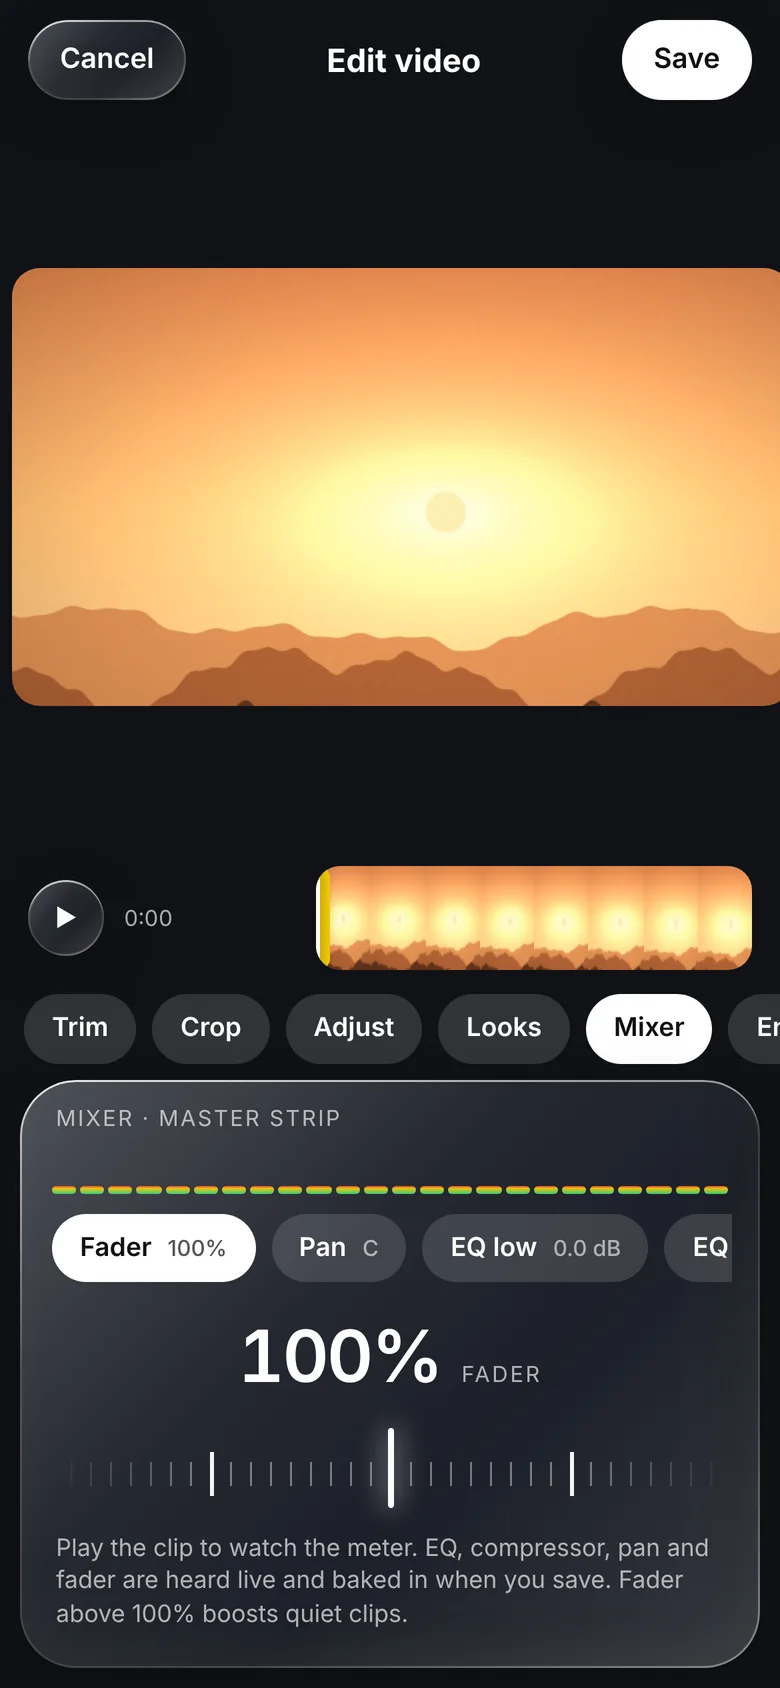 Cancel
Edit video
Save
0:00
Trim
Crop
Adjust
Looks
Mixer
MIXER · MASTER STRIP
Fader 100%
Pan C
EQ low 0.0 dB
EQ
100% FADER
Play the clip to watch the meter. EQ, compressor, pan and
fader are heard live and baked in when you save. Fader
above 100% boosts quiet clips.